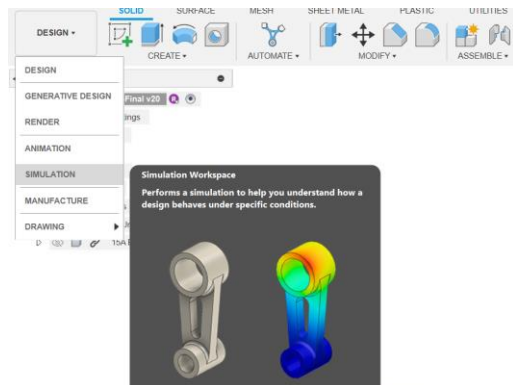 SOLID SURFACE MESH SHEET METAL PLASTIC UTILITIES
DESIGN
CREATE AUTOMATE MODIFY ASSEMBLE
DESIGN
GENERATIVE DESIGN
Final v20
RENDER
ings
ANIMATION
SIMULATION
Simulation Workspace
Performs a simulation to help you understand how a
design behaves under specific conditions.
MANUFACTURE
DRAWING
15A